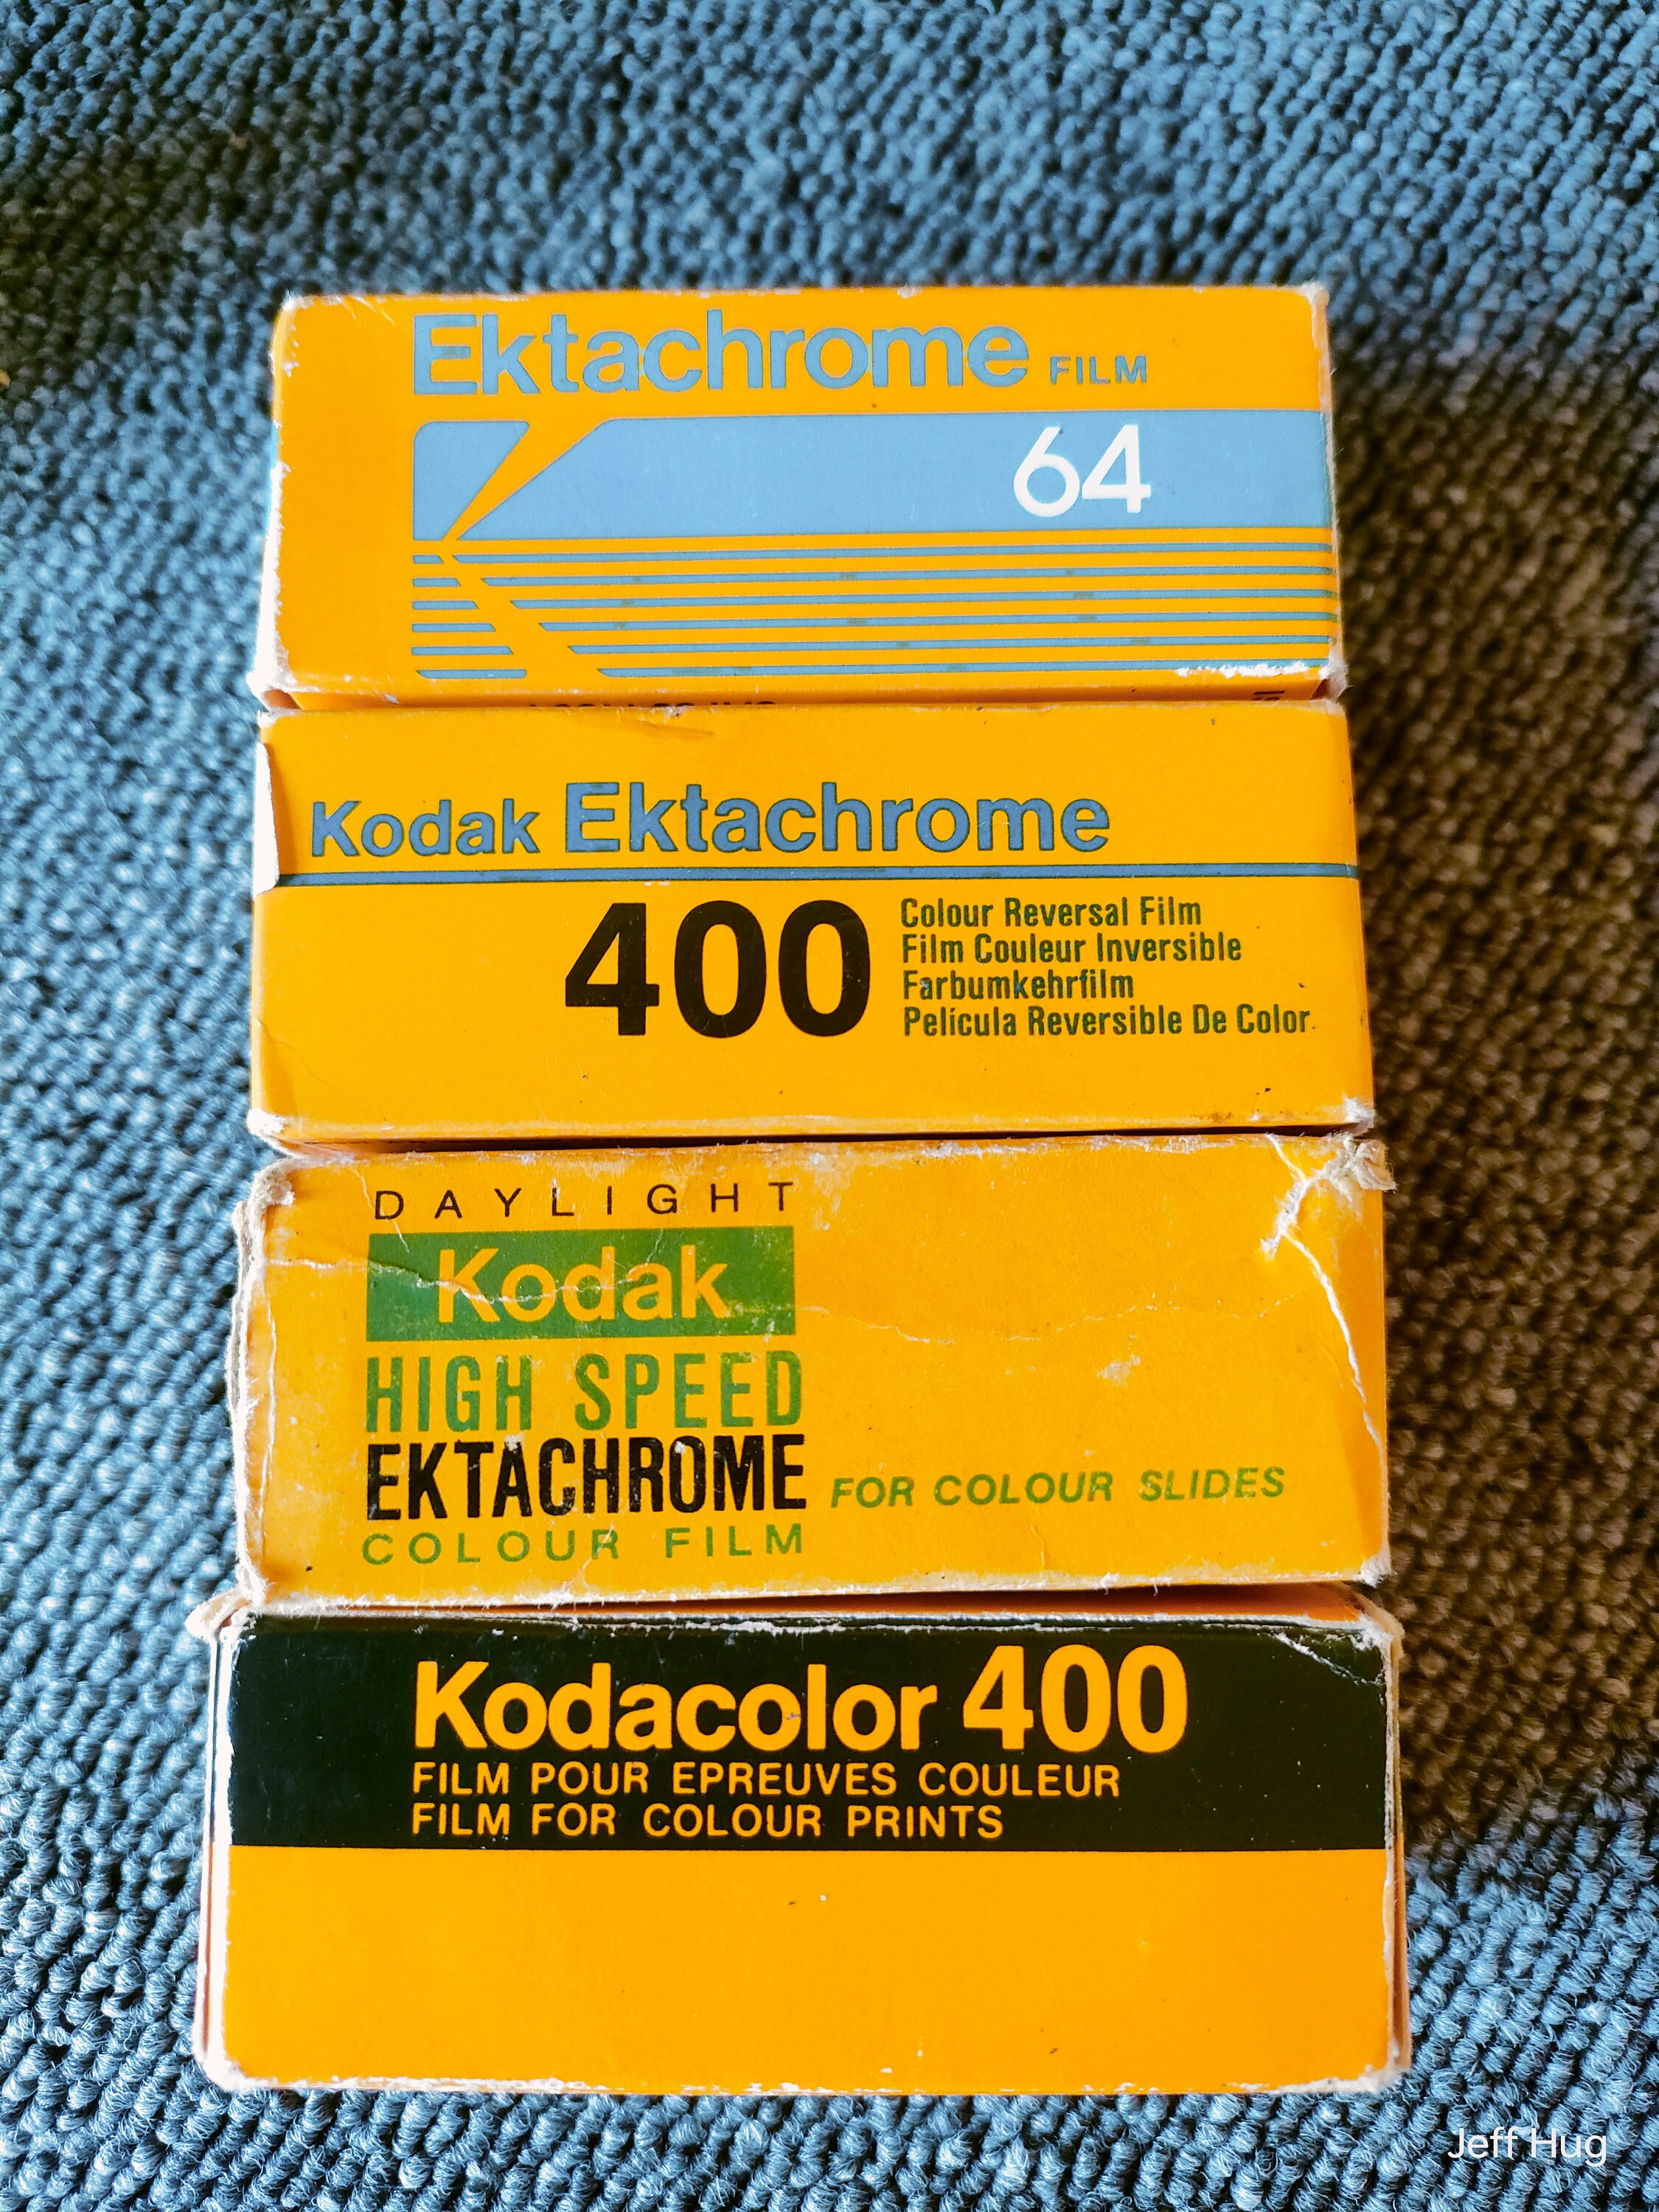 Ektachrome FILM
64
Kodak Ektachrome
400
Colour Reversal Film
Film Couleur Inversible
Farbumkehrfilm
Película Reversible De Color
DAYLIGHT
Kodak
HIGH SPEED
EKTACHROME FOR COLOUR SLIDES
COLOUR FILM
Kodacolor 400
FILM POUR EPREUVES COULEUR
FILM FOR COLOUR PRINTS
Jeff Hug